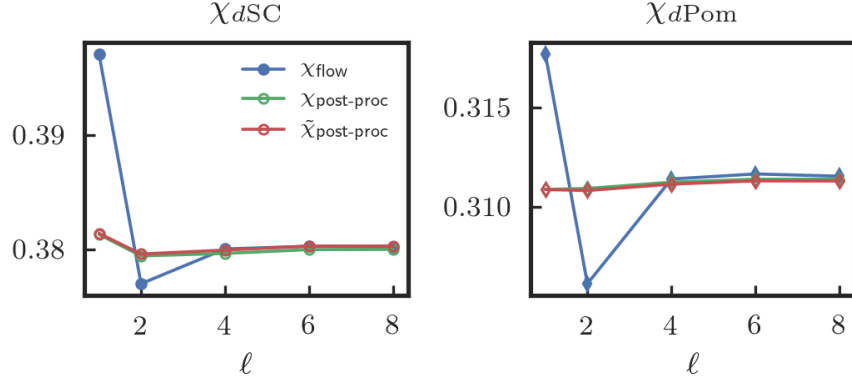 χdSC
χflow
χpost-proc
χ̃post-proc
0.39
0.38
2 4 6 8
ℓ
χdPom
0.315
0.310
2 4 6 8
ℓ